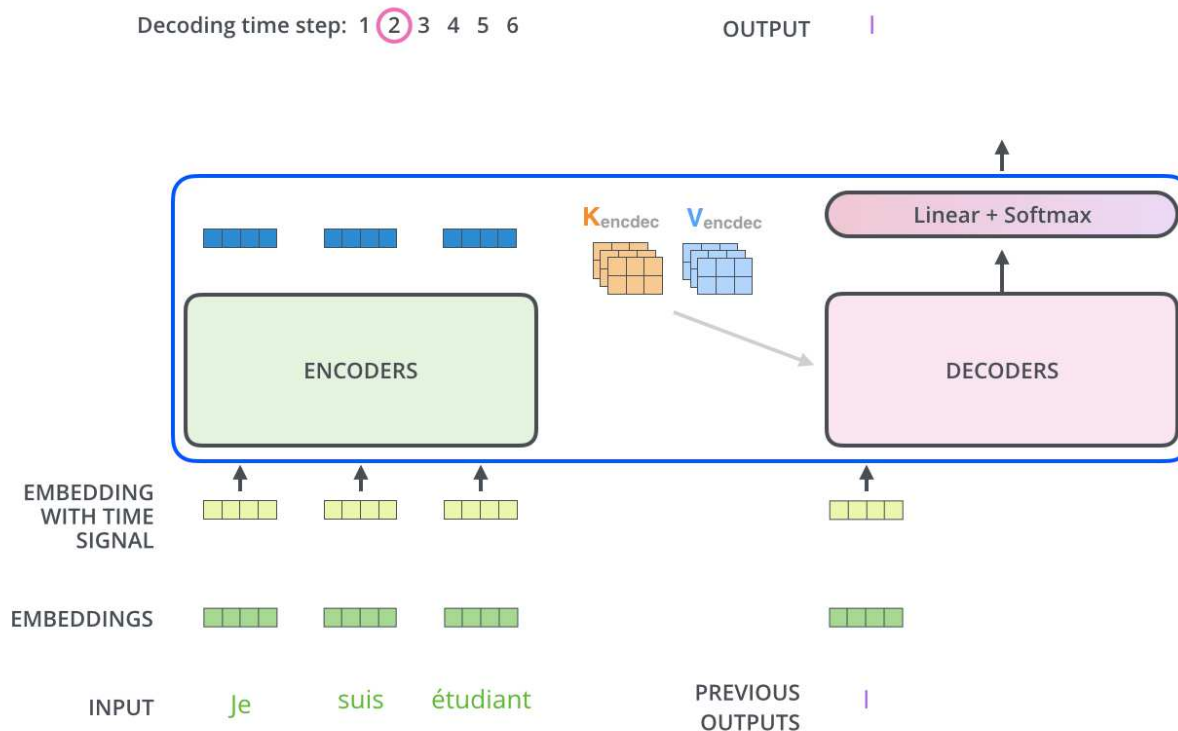 Decoding time step: 1 2 3 4 5 6
OUTPUT I
Kencdec Vencdec
Linear + Softmax
ENCODERS
DECODERS
EMBEDDING
WITH TIME
SIGNAL
EMBEDDINGS
INPUT Je suis étudiant
PREVIOUS
OUTPUTS I